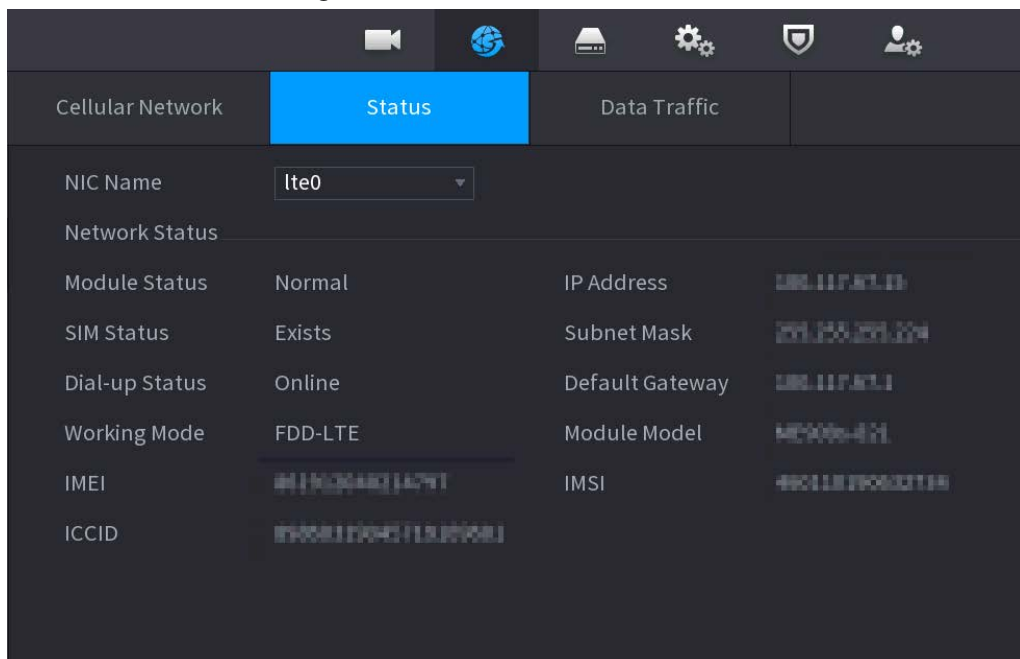 Cellular Network Status Data Traffic
NIC Name lte0
Network Status
Module Status Normal IP Address
SIM Status Exists Subnet Mask
Dial-up Status Online Default Gateway
Working Mode FDD-LTE Module Model
IMEI IMSI
ICCID